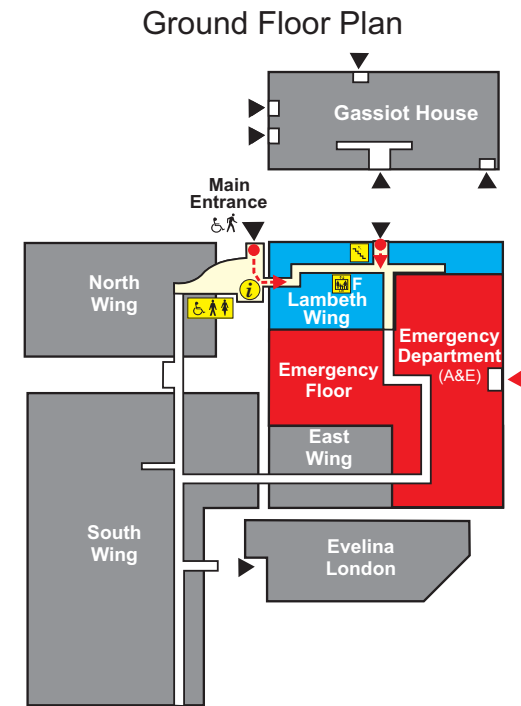 Ground Floor Plan
Gassiot House
Main
Entrance
North
Wing
i
F
Lambeth
Wing
Emergency
Department
(A&E)
Emergency
Floor
East
Wing
South
Wing
Evelina
London